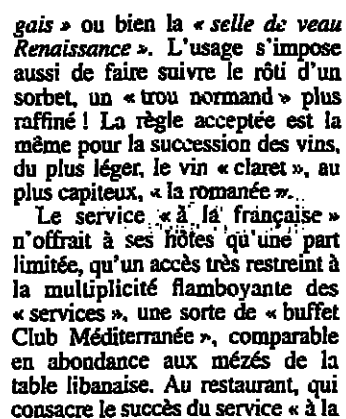 gais » ou bien la « selle de veau
Renaissance ». L'usage s'impose
aussi de faire suivre le rôti d'un
sorbet, un « trou normand » plus
raffiné ! La règle acceptée est la
même pour la succession des vins,
du plus léger, le vin « claret », au
plus capiteux, « la romanée ».
Le service « à la française »
n'offrait à ses hôtes qu'une part
limitée, qu'un accès très restreint à
la multiplicité flamboyante des
« services », une sorte de « buffet
Club Méditerranée », comparable
en abondance aux mézés de la
table libanaise. Au restaurant, qui
consacre le succès du service « à la